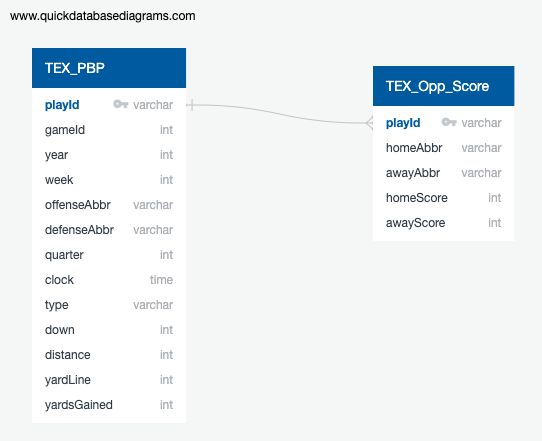 www.quickdatabasediagrams.com
TEX_PBP
playId varchar
gameId int
year int
week int
offenseAbbr varchar
defenseAbbr varchar
quarter int
clock time
type varchar
down int
distance int
yardLine int
yardsGained int
TEX_Opp_Score
playId varchar
homeAbbr varchar
awayAbbr varchar
homeScore int
awayScore int